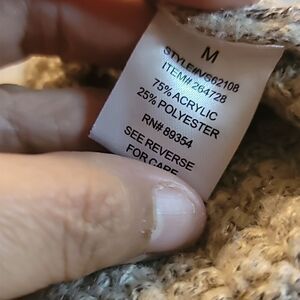 M
STYLE#VS62108
ITEM# 264728
75% ACRYLIC
25% POLYESTER
RN# 89354
SEE REVERSE
FOR CARE